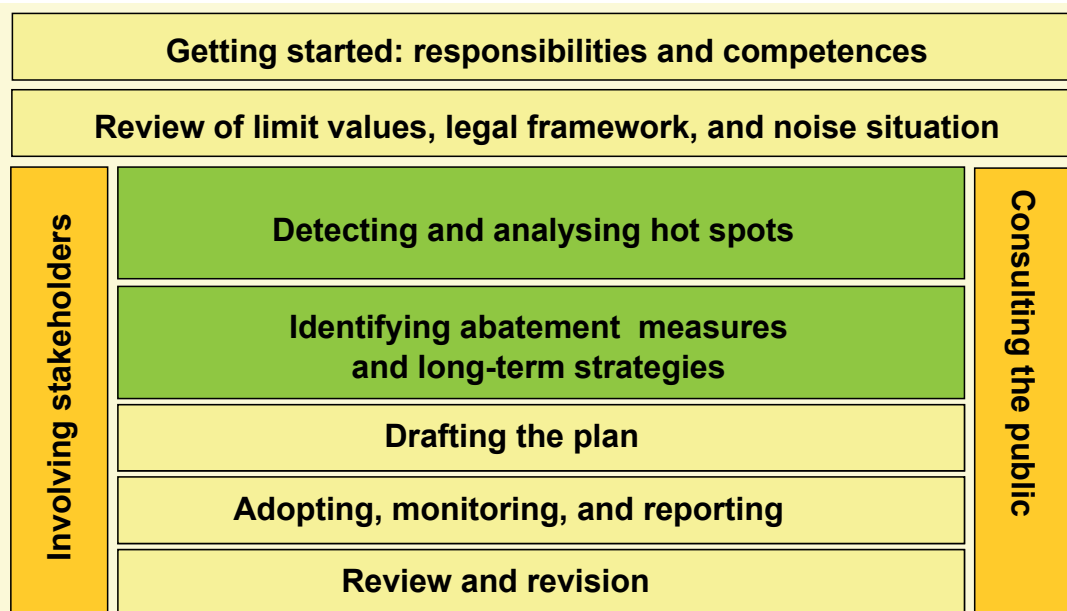 Getting started: responsibilities and competences
Review of limit values, legal framework, and noise situation
Involving stakeholders
Detecting and analysing hot spots
Identifying abatement measures
and long-term strategies
Drafting the plan
Adopting, monitoring, and reporting
Review and revision
Consulting the public